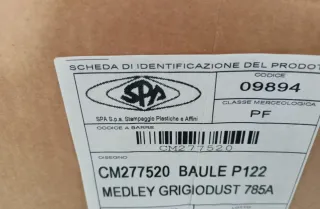 SCHEDA DI IDENTIFICAZIONE DEL PRODOT
SPA
SPA S.p.a. Stampaggio Plastiche e Affini
CODICE
09894
CLASSE MERCEOLOGICA
PF
CODICE A BARRE
CM277520
DISEGNO
CM277520 BAULE P122
MEDLEY GRIGIODUST 785A